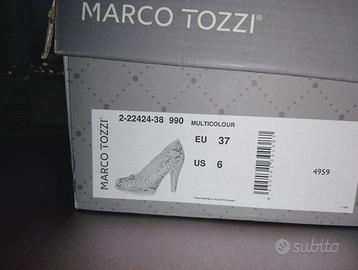 MARCO TOZZI®
MARCO TOZZI®
2-22424-38 990 MULTICOLOUR
EU 37
US 6
4959
subito